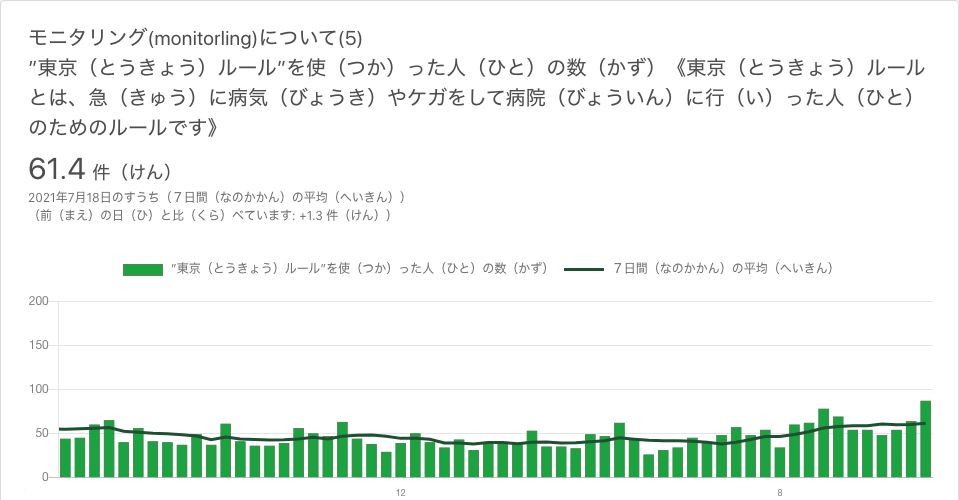 モニタリング(monitorling)について(5)
”東京（とうきょう）ルール”を使（つか）った人（ひと）の数（かず）《東京（とうきょう）ルール
とは、急（きゅう）に病気（びょうき）やケガをして病院（びょういん）に行（い）った人（ひと）
のためのルールです》
61.4 件（けん）
2021年7月18日のすうち（７日間（なのかかん）の平均（へいきん））
（前（まえ）の日（ひ）と比（くら）べています: +1.3 件（けん））
”東京（とうきょう）ルール”を使（つか）った人（ひと）の数（かず） ７日間（なのかかん）の平均（へいきん）
200
150
100
50
0
12 8